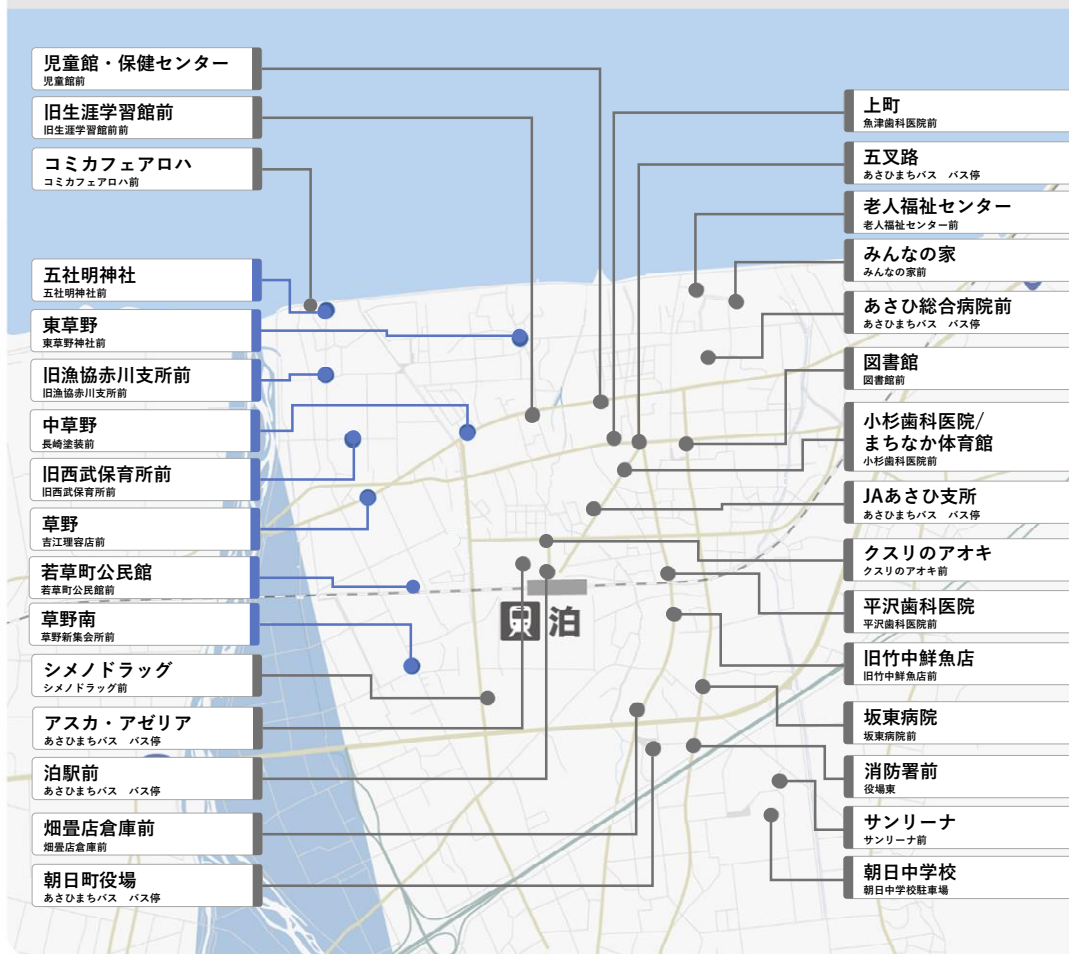 児童館・保健センター
児童館前
旧生涯学習館前
旧生涯学習館前前
コミカフェアロハ
コミカフェアロハ前
五社明神社
五社明神社前
東草野
東草野神社前
旧漁協赤川支所前
旧漁協赤川支所前
中草野
長崎塗装前
旧西武保育所前
旧西武保育所前
草野
吉江理容店前
若草町公民館
若草町公民館前
草野南
草野新集会所前
シメノドラッグ
シメノドラッグ前
アスカ・アゼリア
あさひまちバス　バス停
泊駅前
あさひまちバス　バス停
畑畳店倉庫前
畑畳店倉庫前
朝日町役場
あさひまちバス　バス停
泊
上町
魚津歯科医院前
五叉路
あさひまちバス　バス停
老人福祉センター
老人福祉センター前
みんなの家
みんなの家前
あさひ総合病院前
あさひまちバス　バス停
図書館
図書館前
小杉歯科医院/
まちなか体育館
小杉歯科医院前
JAあさひ支所
あさひまちバス　バス停
クスリのアオキ
クスリのアオキ前
平沢歯科医院
平沢歯科医院前
旧竹中鮮魚店
旧竹中鮮魚店前
坂東病院
坂東病院前
消防署前
役場東
サンリーナ
サンリーナ前
朝日中学校
朝日中学校駐車場